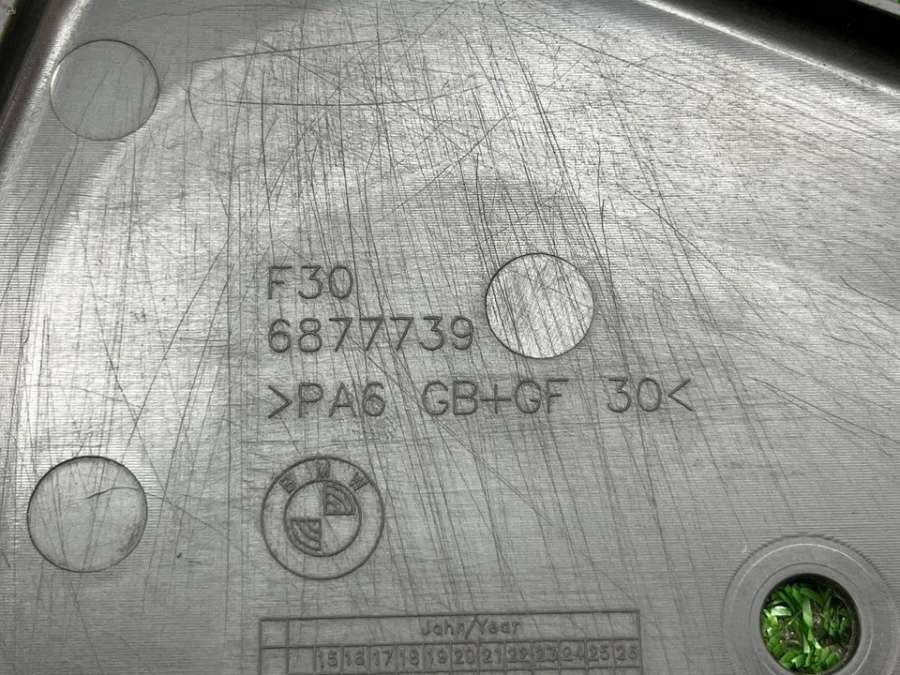 F30
6877739
>PA6 GB+GF 30<
BMW
Jahr/Year
15 16 17 18 19 20 21 22 23 24 25 26